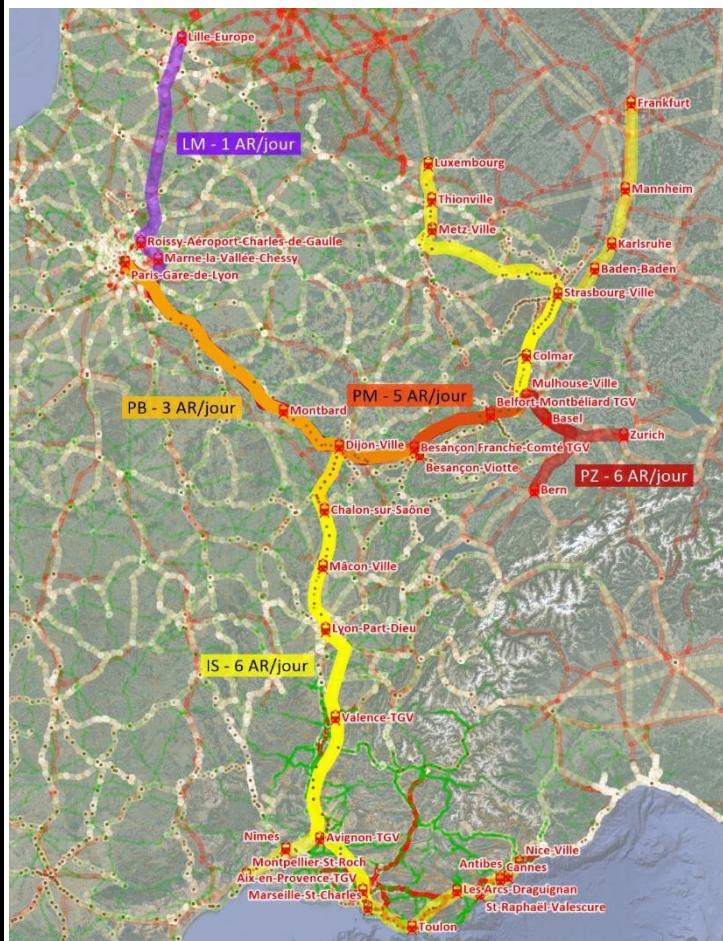 Lille-Europe
LM - 1 AR/jour
Frankfurt
Luxembourg
Mannheim
Thionville
Metz-Ville
Roissy-Aéroport-Charles-de-Gaulle
Karlsruhe
Marne-la-Vallée-Chessy
Paris-Gare-de-Lyon
Baden-Baden
Strasbourg-Ville
Colmar
Mulhouse-Ville
PB - 3 AR/jour
PM - 5 AR/jour
Belfort-Montbéliard TGV
Montbard
Basel
Dijon-Ville
Besançon Franche-Comté TGV
Zurich
Besançon-Viotte
PZ - 6 AR/jour
Bern
Chalon-sur-Saône
Mâcon-Ville
Lyon-Part-Dieu
IS - 6 AR/jour
Valence-TGV
Nîmes
Avignon-TGV
Nice-Ville
Montpellier-St-Roch
Antibes
Cannes
Aix-en-Provence-TGV
Marseille-St-Charles
Les Arcs-Draguignan
St-Raphaël-Valescure
Toulon